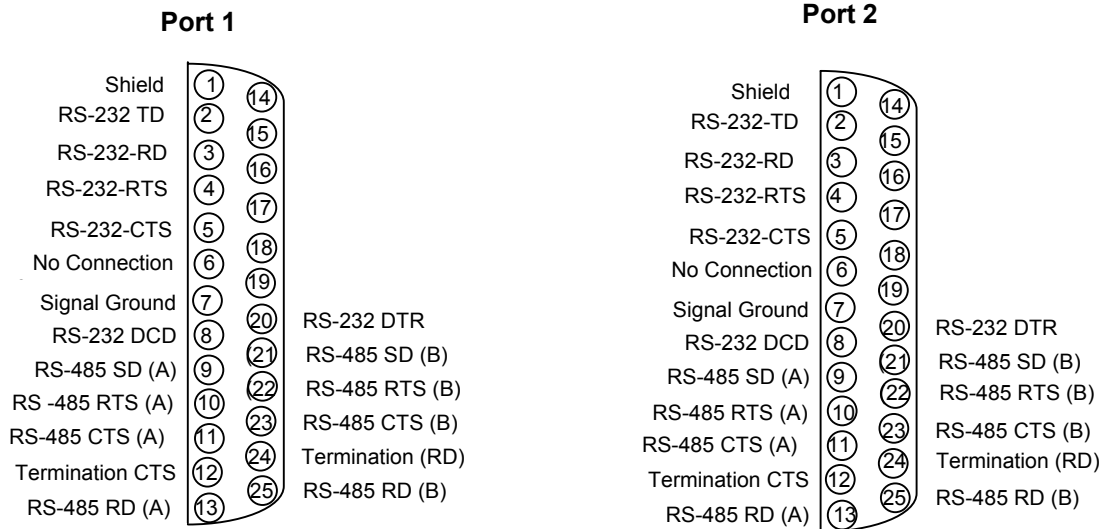 Port 1
Shield 1 14
RS-232 TD 2 15
RS-232-RD 3 16
RS-232-RTS 4 17
RS-232-CTS 5 18
No Connection 6 19
Signal Ground 7 20 RS-232 DTR
RS-232 DCD 8 21 RS-485 SD (B)
RS-485 SD (A) 9 22 RS-485 RTS (B)
RS -485 RTS (A) 10 23 RS-485 CTS (B)
RS-485 CTS (A) 11 24 Termination (RD)
Termination CTS 12 25 RS-485 RD (B)
RS-485 RD (A) 13
Port 2
Shield 1 14
RS-232-TD 2 15
RS-232-RD 3 16
RS-232-RTS 4 17
RS-232-CTS 5 18
No Connection 6 19
Signal Ground 7 20 RS-232 DTR
RS-232 DCD 8 21 RS-485 SD (B)
RS-485 SD (A) 9 22 RS-485 RTS (B)
RS-485 RTS (A) 10 23 RS-485 CTS (B)
RS-485 CTS (A) 11 24 Termination (RD)
Termination CTS 12 25 RS-485 RD (B)
RS-485 RD (A) 13